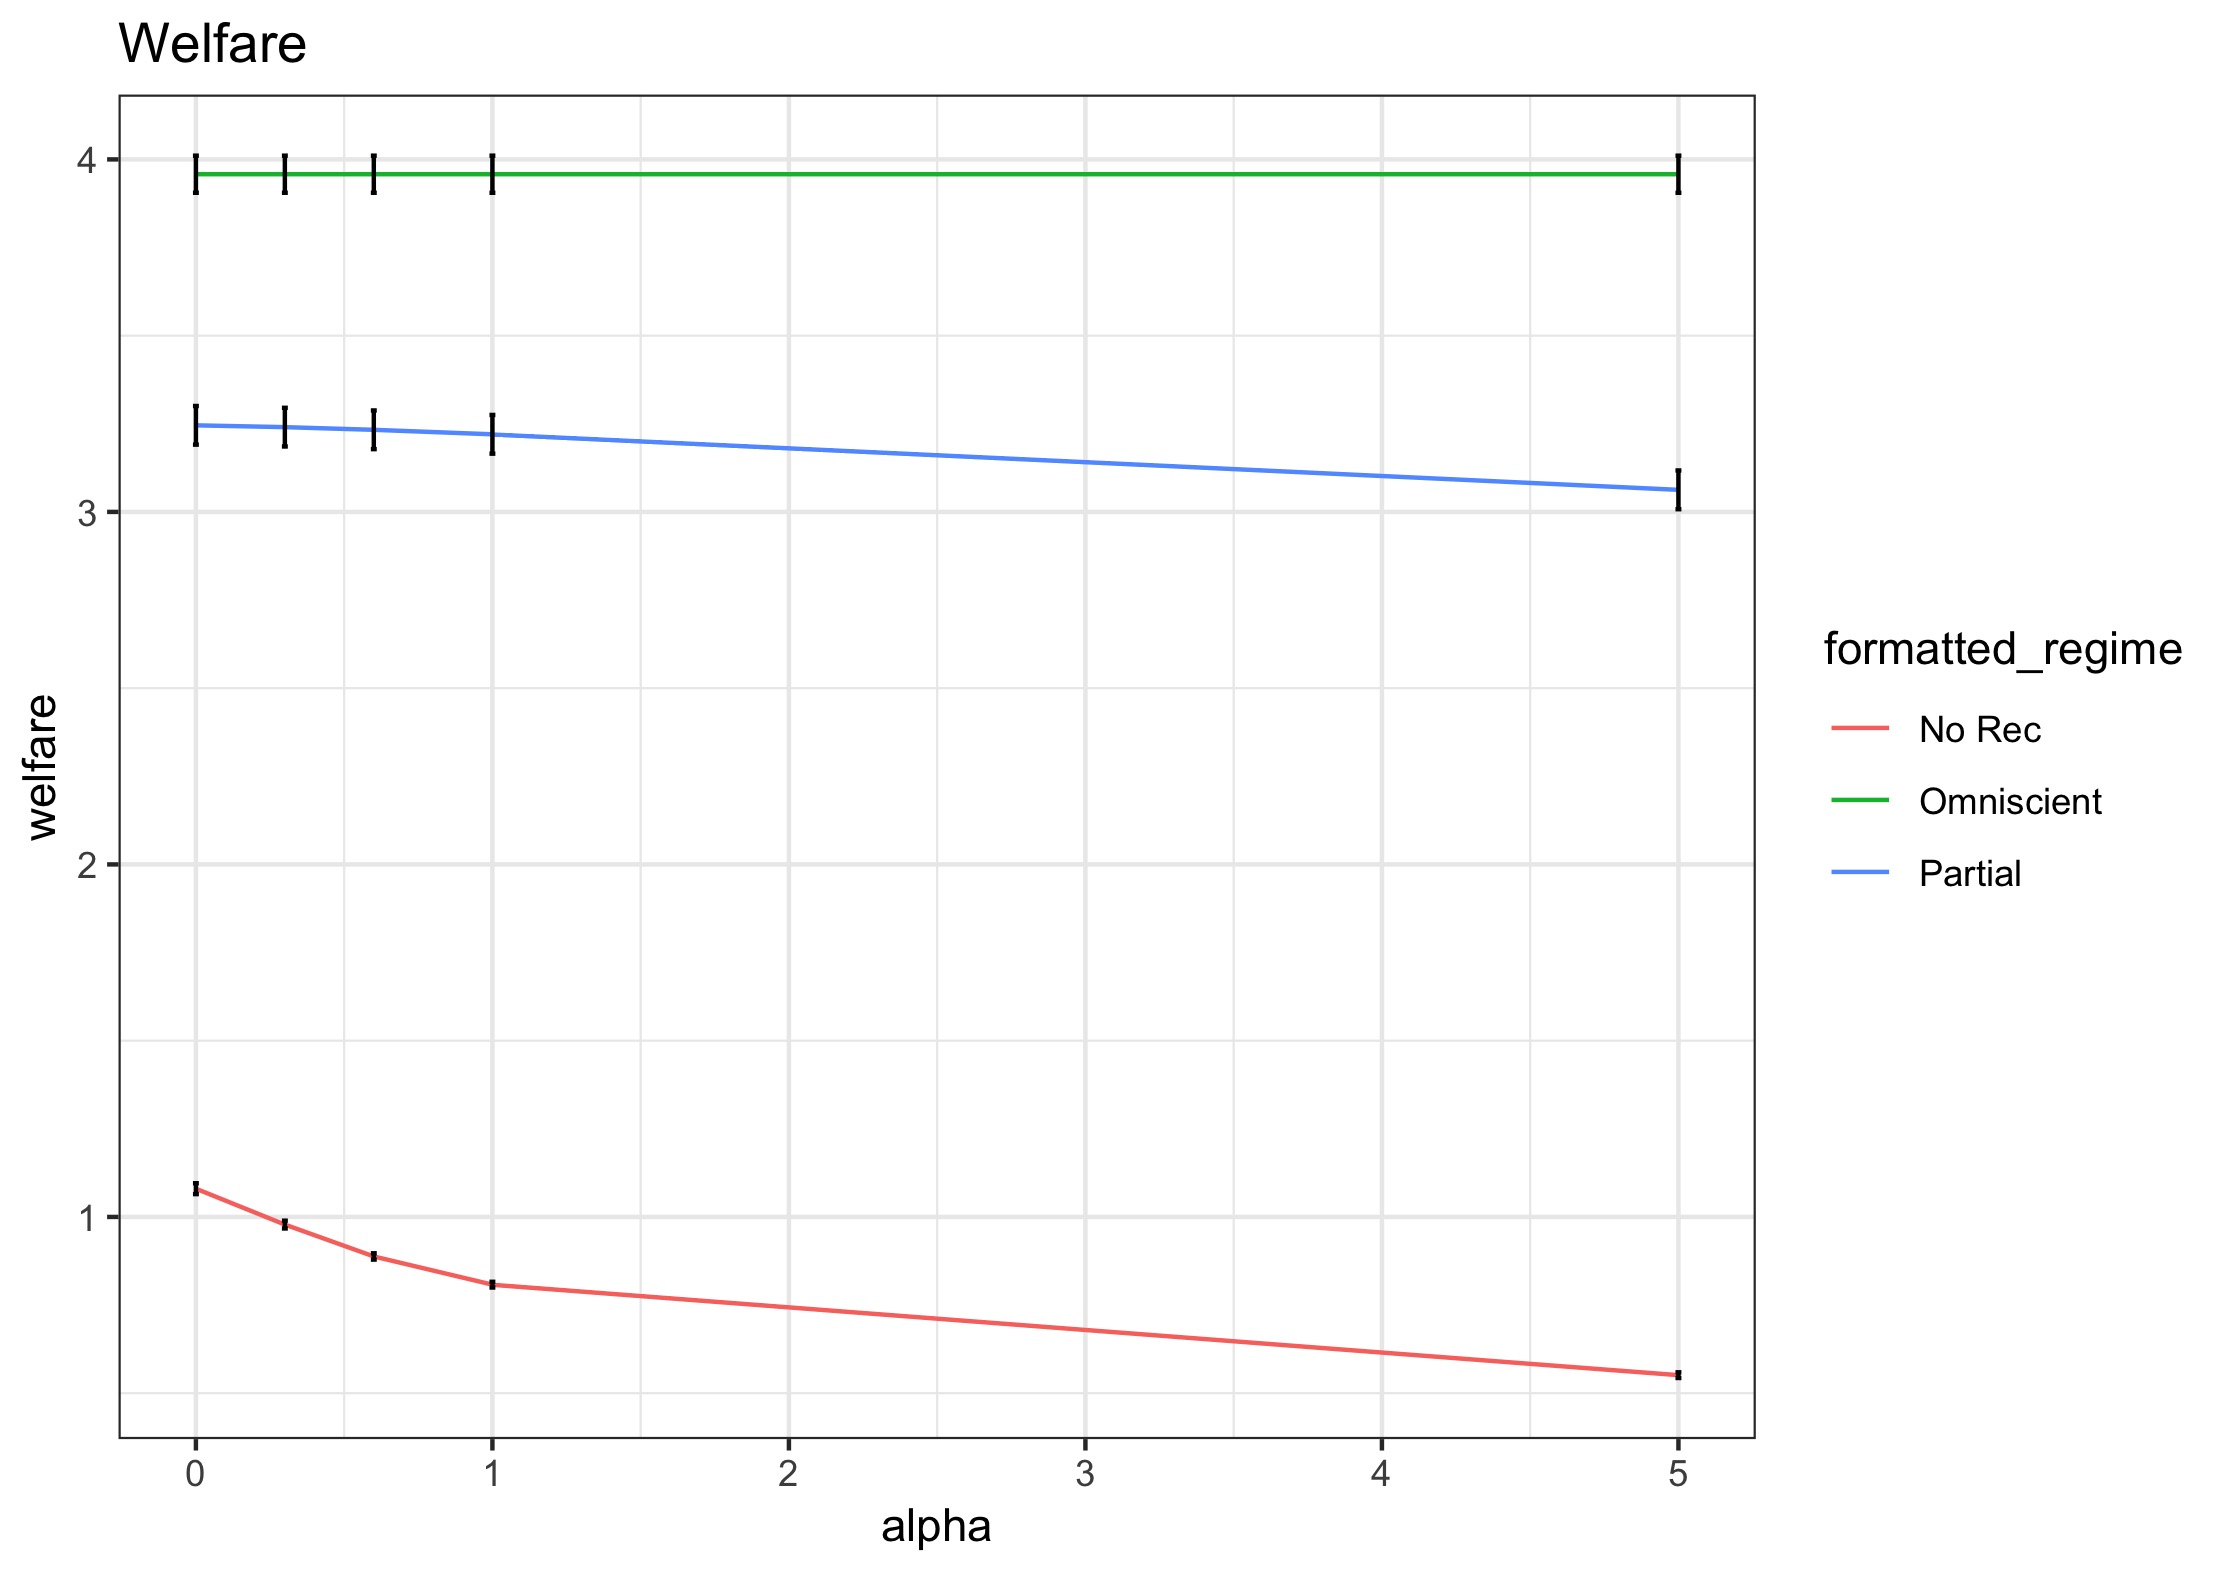 Welfare
4
3
2
1
welfare
0 1 2 3 4 5
alpha
formatted_regime
No Rec
Omniscient
Partial